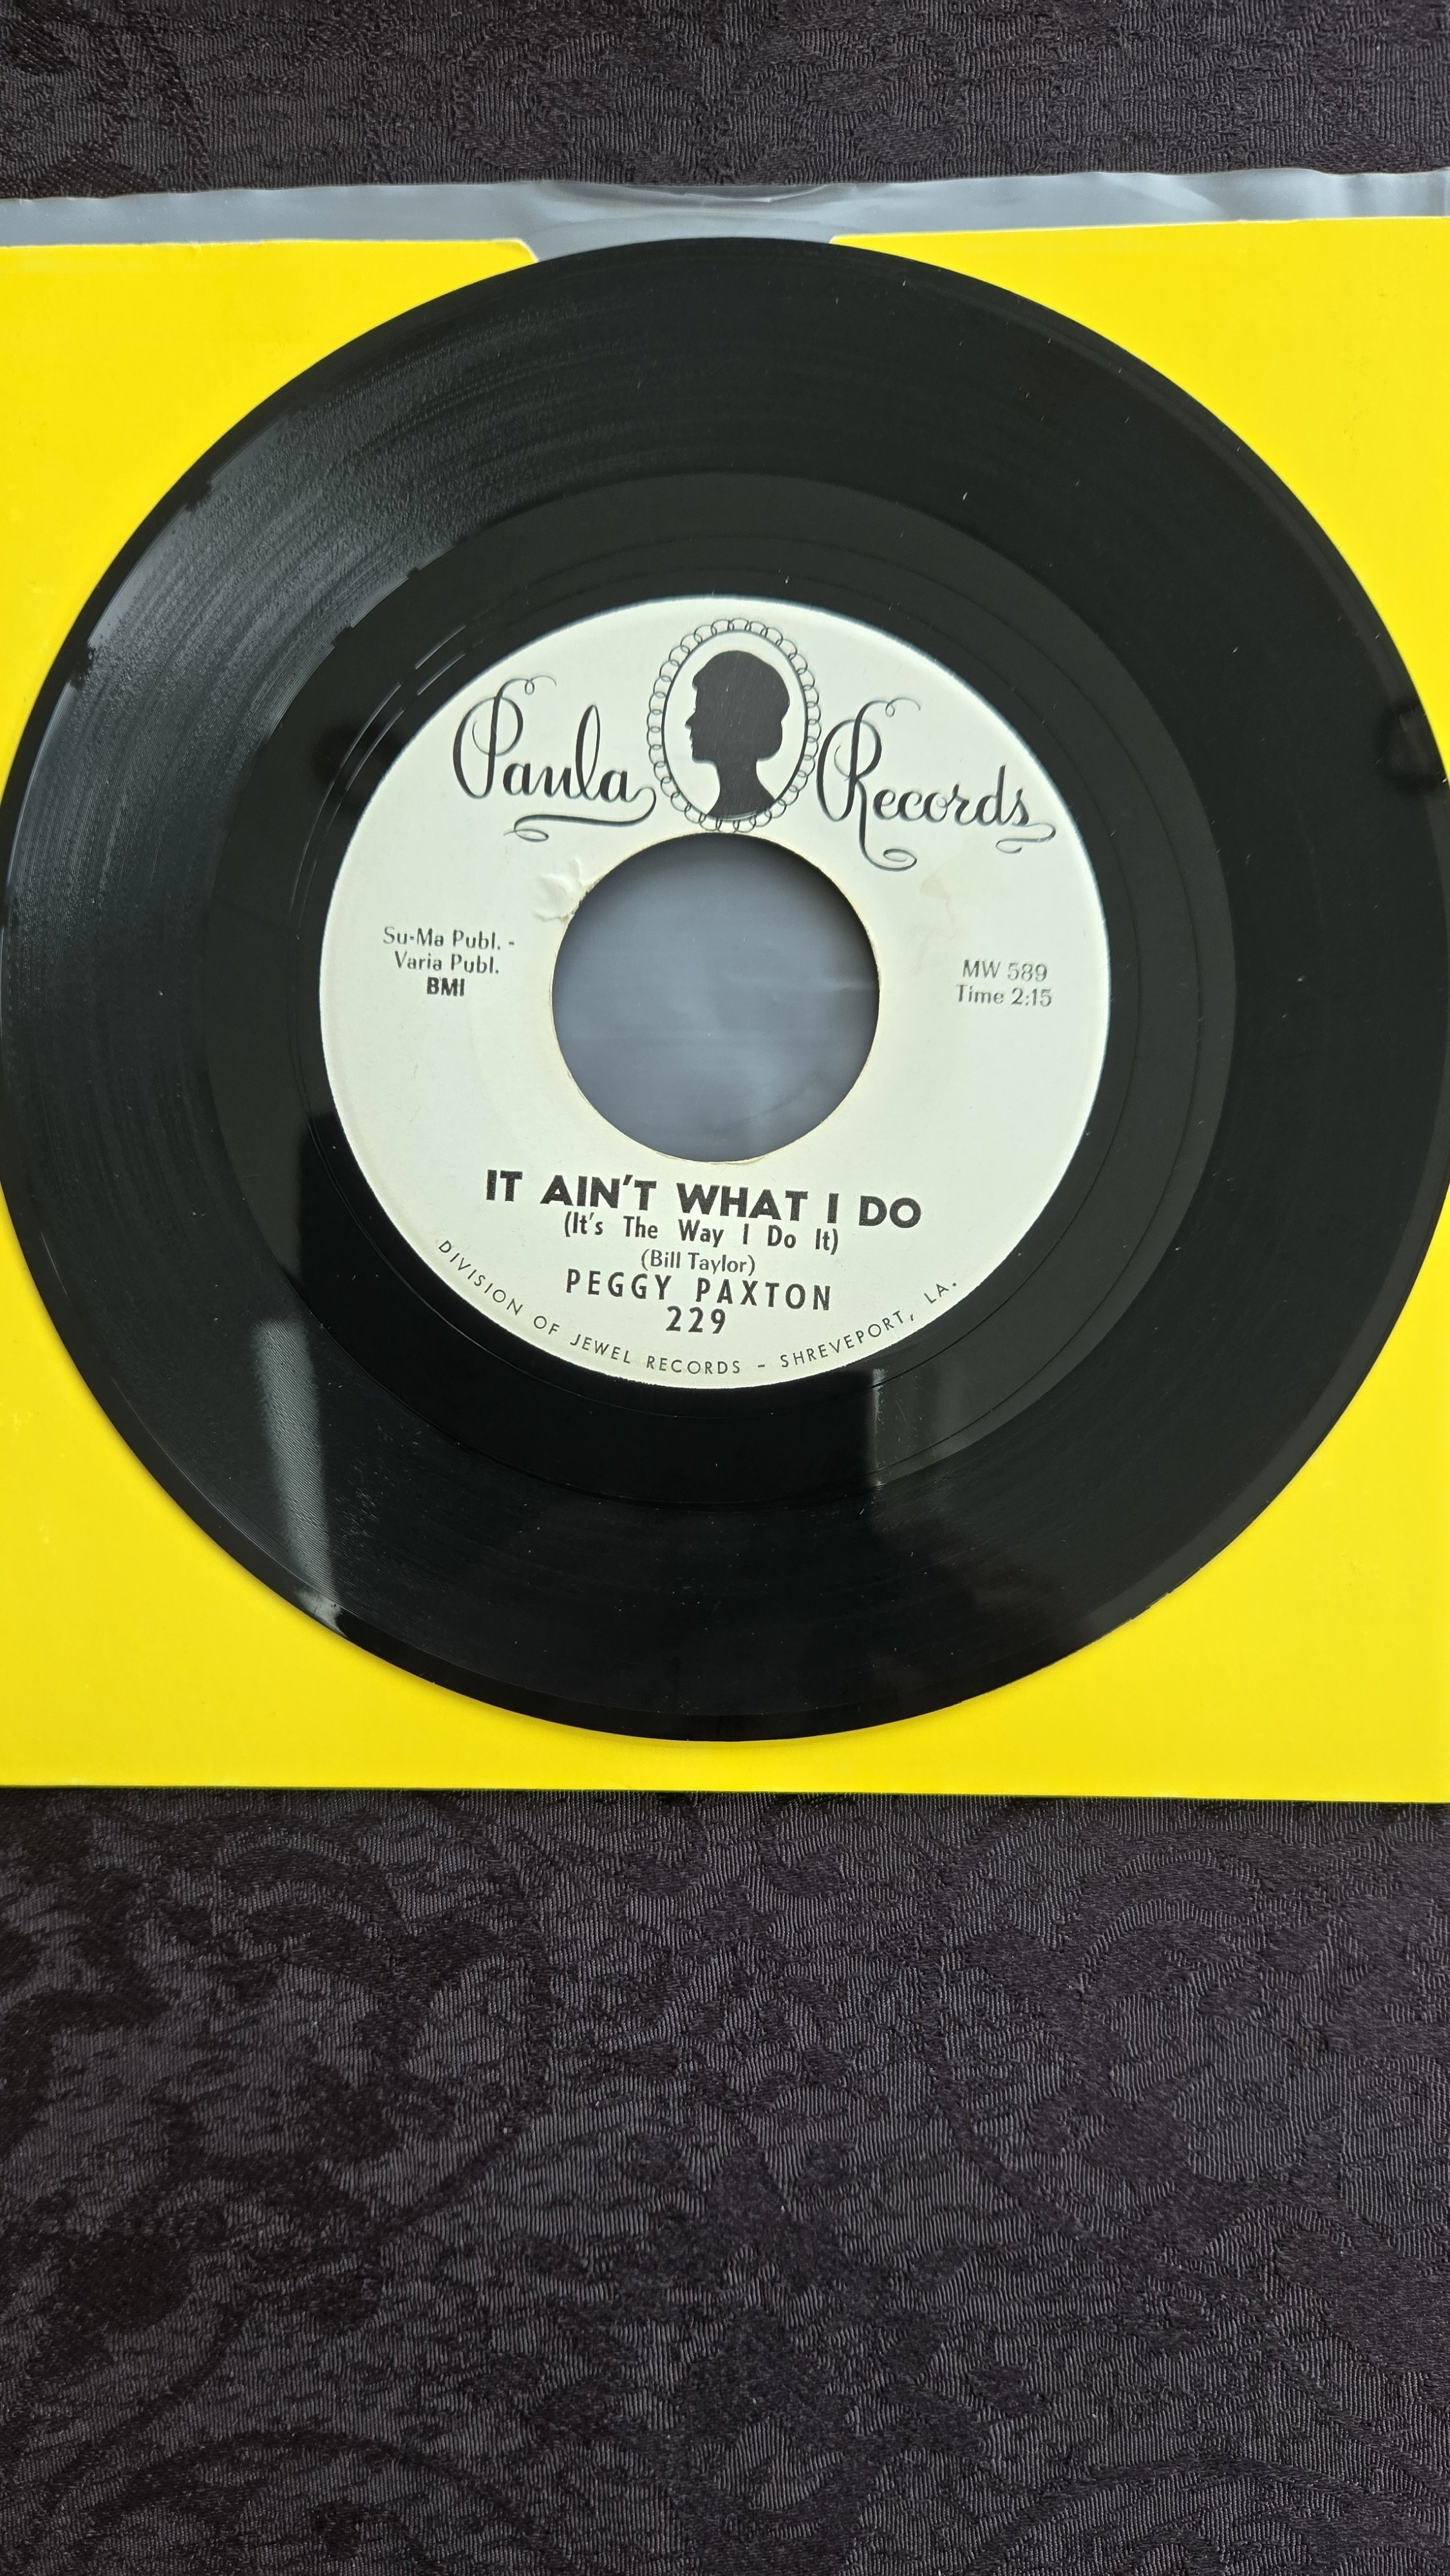 Paula Records
Su-Ma Publ. -
Varia Publ.
BMI
MW 589
Time 2:15
IT AIN'T WHAT I DO
(It's The Way I Do It)
(Bill Taylor)
PEGGY PAXTON
229
DIVISION OF JEWEL RECORDS - SHREVEPORT, LA.